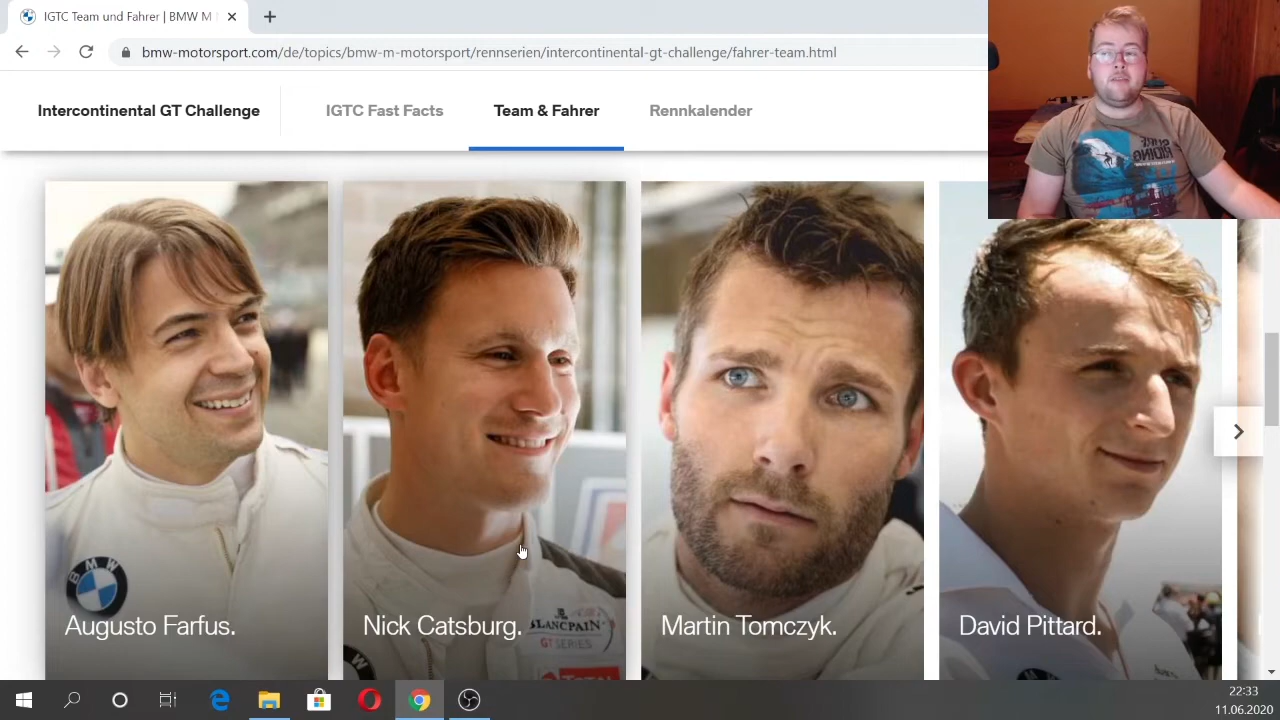 IGTC Team und Fahrer | BMW M
bmw-motorsport.com/de/topics/bmw-m-motorsport/rennserien/intercontinental-gt-challenge/fahrer-team.html
Intercontinental GT Challenge
IGTC Fast Facts
Team & Fahrer
Rennkalender
BMW
BLANCPAIN
GT SERIES
TOTAL
Augusto Farfus.
Nick Catsburg.
Martin Tomczyk.
David Pittard.
22:33
11.06.2020